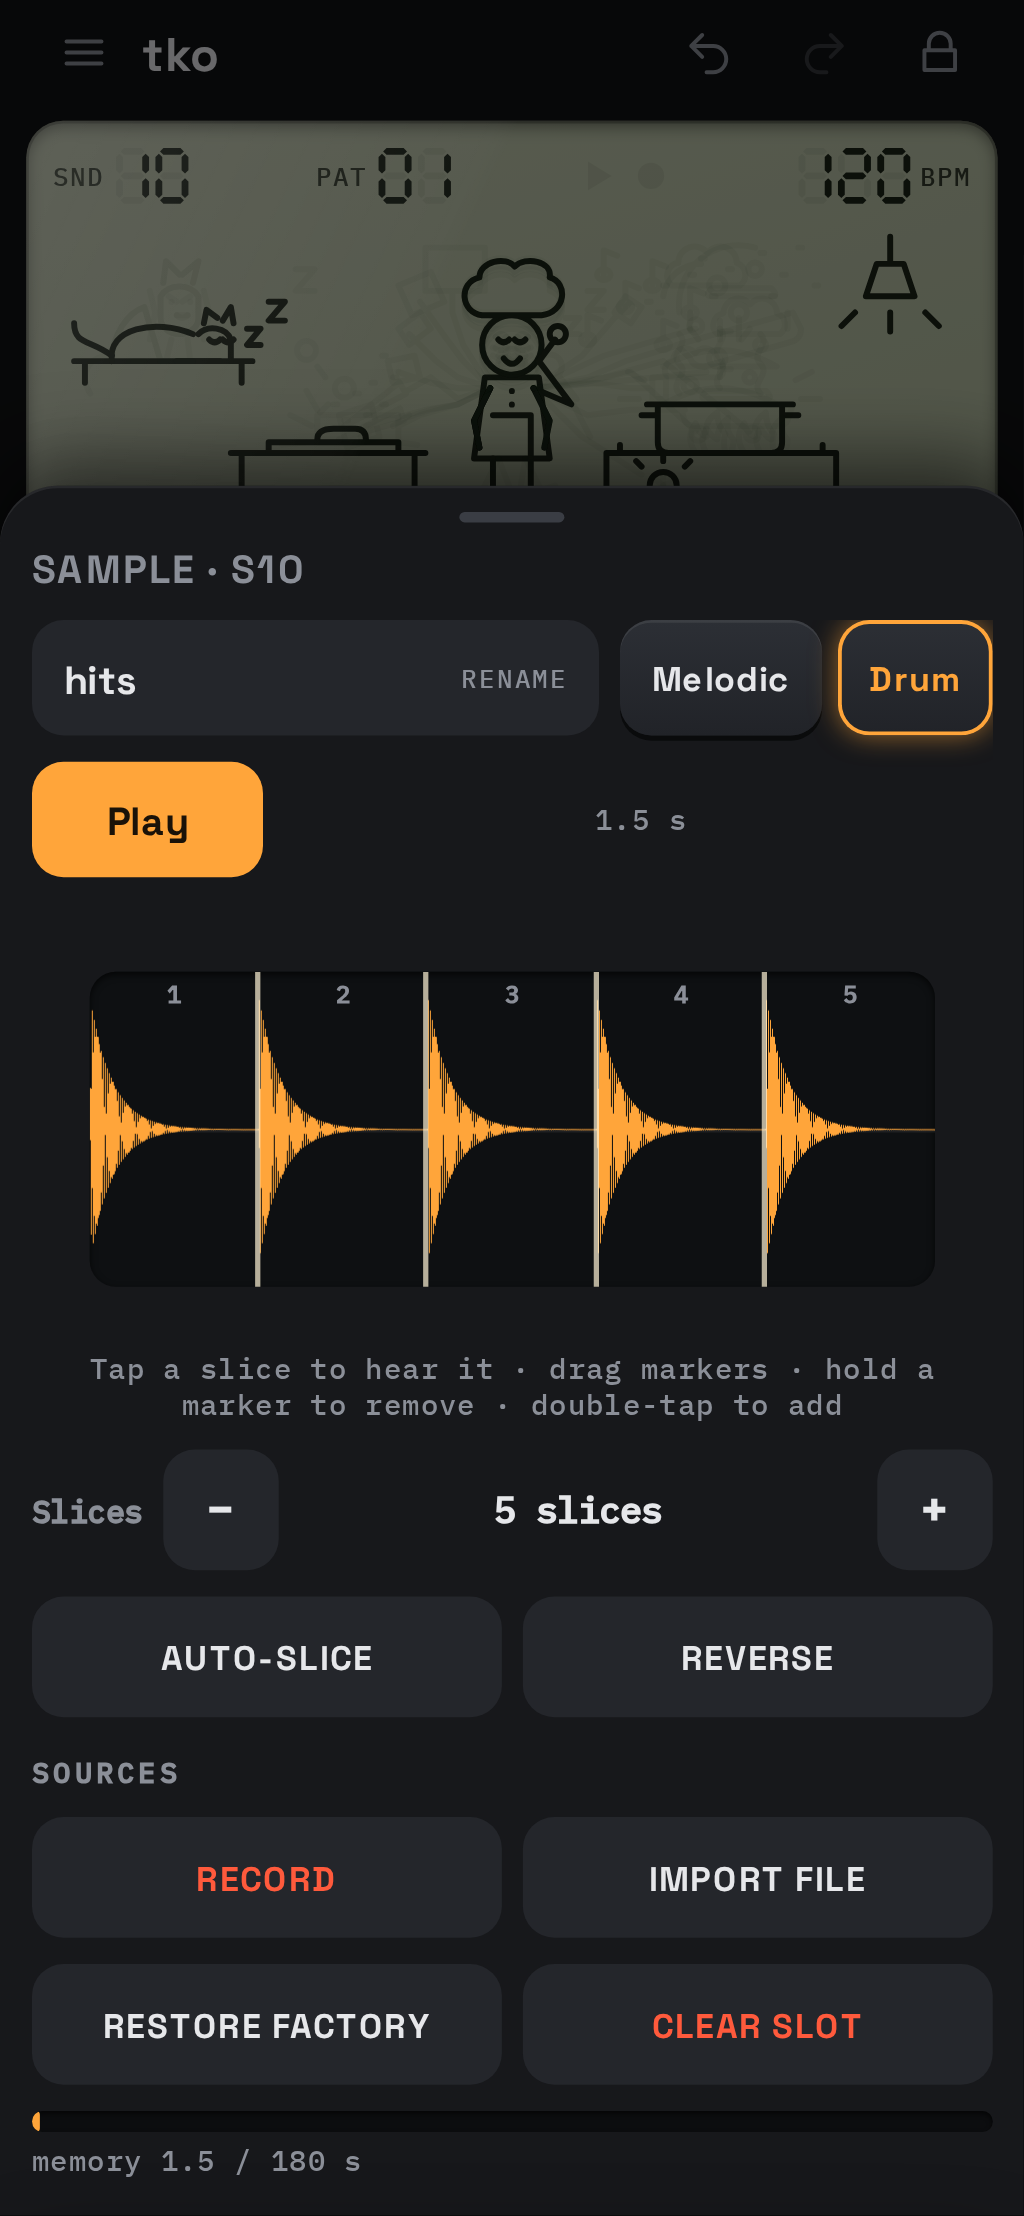 tko
SND 10 PAT 01 120 BPM
z z
SAMPLE · S10
hits RENAME Melodic Drum
Play 1.5 s
1 2 3 4 5
Tap a slice to hear it · drag markers · hold a
marker to remove · double-tap to add
Slices − 5 slices +
AUTO-SLICE REVERSE
SOURCES
RECORD IMPORT FILE
RESTORE FACTORY CLEAR SLOT
memory 1.5 / 180 s